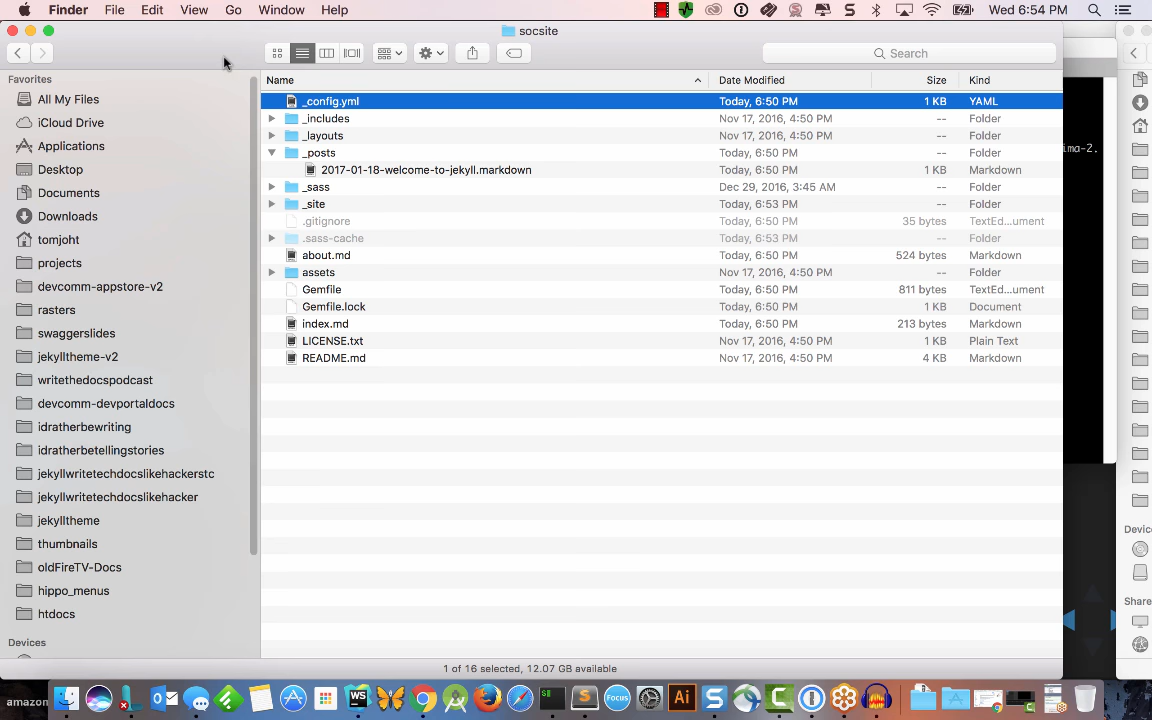 Finder File Edit View Go Window Help Wed 6:54 PM
socsite
Search
Favorites
All My Files
iCloud Drive
Applications
Desktop
Documents
Downloads
tomjoht
projects
devcomm-appstore-v2
rasters
swaggerslides
jekylltheme-v2
writethedocspodcast
devcomm-devportaldocs
idratherbewriting
idratherbetellingstories
jekyllwritetechdocslikehackerstc
jekyllwritetechdocslikehacker
jekylltheme
thumbnails
oldFireTV-Docs
hippo_menus
htdocs
Devices
Name Date Modified Size Kind
_config.yml Today, 6:50 PM 1 KB YAML
_includes Nov 17, 2016, 4:50 PM -- Folder
_layouts Nov 17, 2016, 4:50 PM -- Folder
_posts Today, 6:50 PM -- Folder
2017-01-18-welcome-to-jekyll.markdown Today, 6:50 PM 1 KB Markdown
_sass Dec 29, 2016, 3:45 AM -- Folder
_site Today, 6:53 PM -- Folder
.gitignore Today, 6:50 PM 35 bytes TextEd...ument
.sass-cache Today, 6:53 PM -- Folder
about.md Today, 6:50 PM 524 bytes Markdown
assets Nov 17, 2016, 4:50 PM -- Folder
Gemfile Today, 6:50 PM 811 bytes TextEd...ument
Gemfile.lock Today, 6:50 PM 1 KB Document
index.md Today, 6:50 PM 213 bytes Markdown
LICENSE.txt Nov 17, 2016, 4:50 PM 1 KB Plain Text
README.md Nov 17, 2016, 4:50 PM 4 KB Markdown
1 of 16 selected, 12.07 GB available
ima-2.
Devic
Share
amazon
WS
Focus
Ai